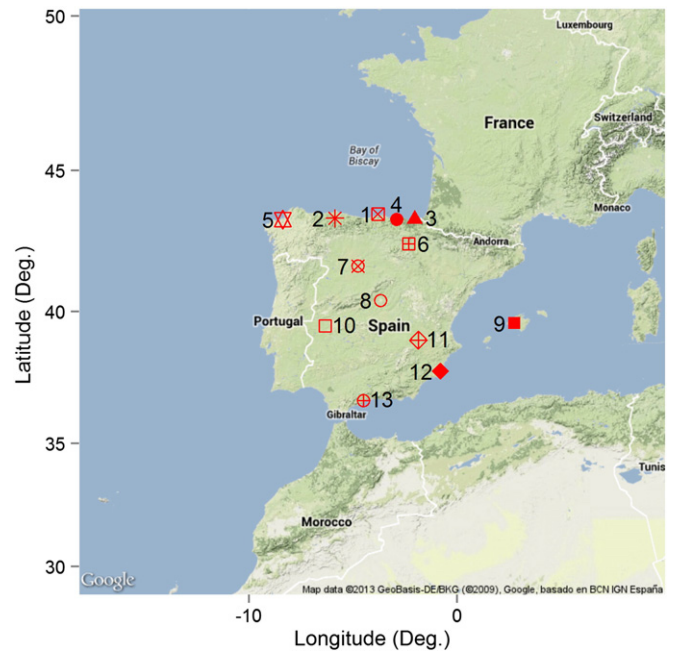 50
Luxembourg
France
Switzerland
Bay of
Biscay
45
Monaco
5 2 1 4 3
6
Andorra
7
8
40
Portugal
10
Spain
11
9
12
13
Gibraltar
35
Tunis
Morocco
30
Google
Map data ©2013 GeoBasis-DE/BKG (©2009), Google, basado en BCN IGN España
-10 0
Longitude (Deg.)
Latitude (Deg.)